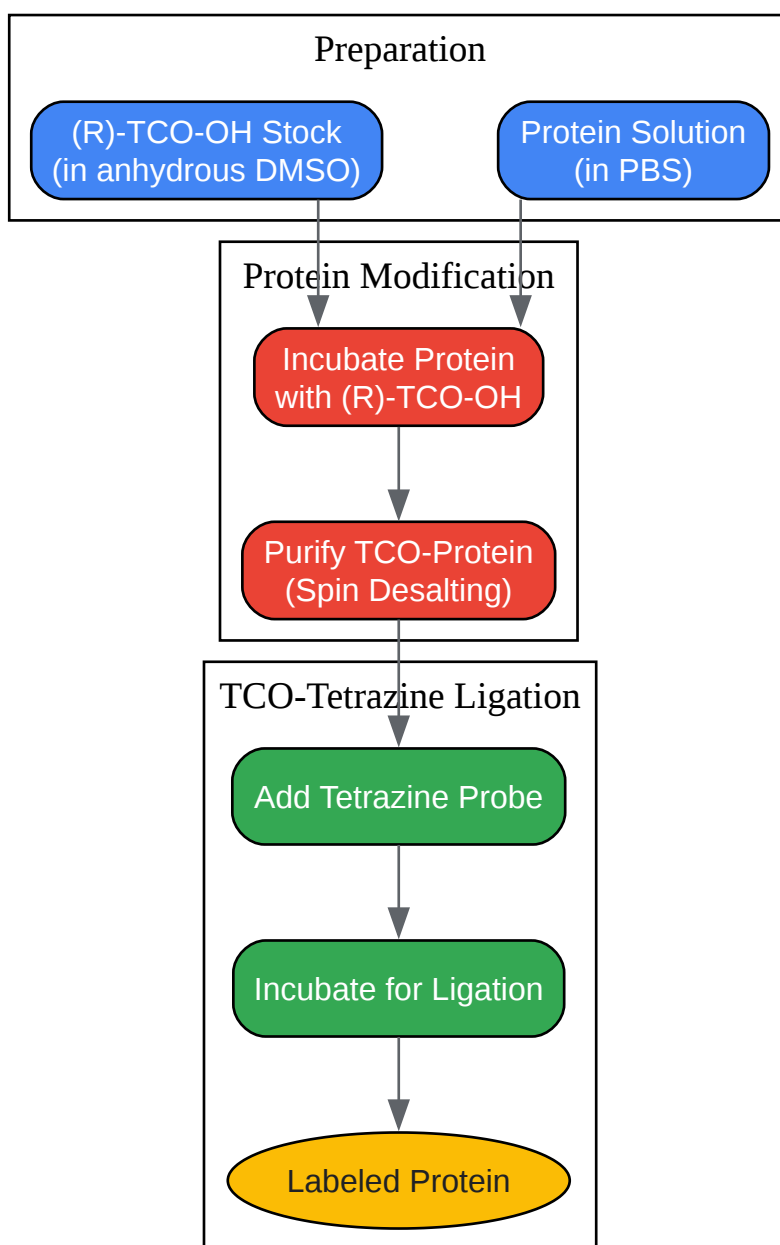 Preparation
(R)-TCO-OH Stock
(in anhydrous DMSO)
Protein Solution
(in PBS)
Protein Modification
Incubate Protein
with (R)-TCO-OH
Purify TCO-Protein
(Spin Desalting)
TCO-Tetrazine Ligation
Add Tetrazine Probe
Incubate for Ligation
Labeled Protein